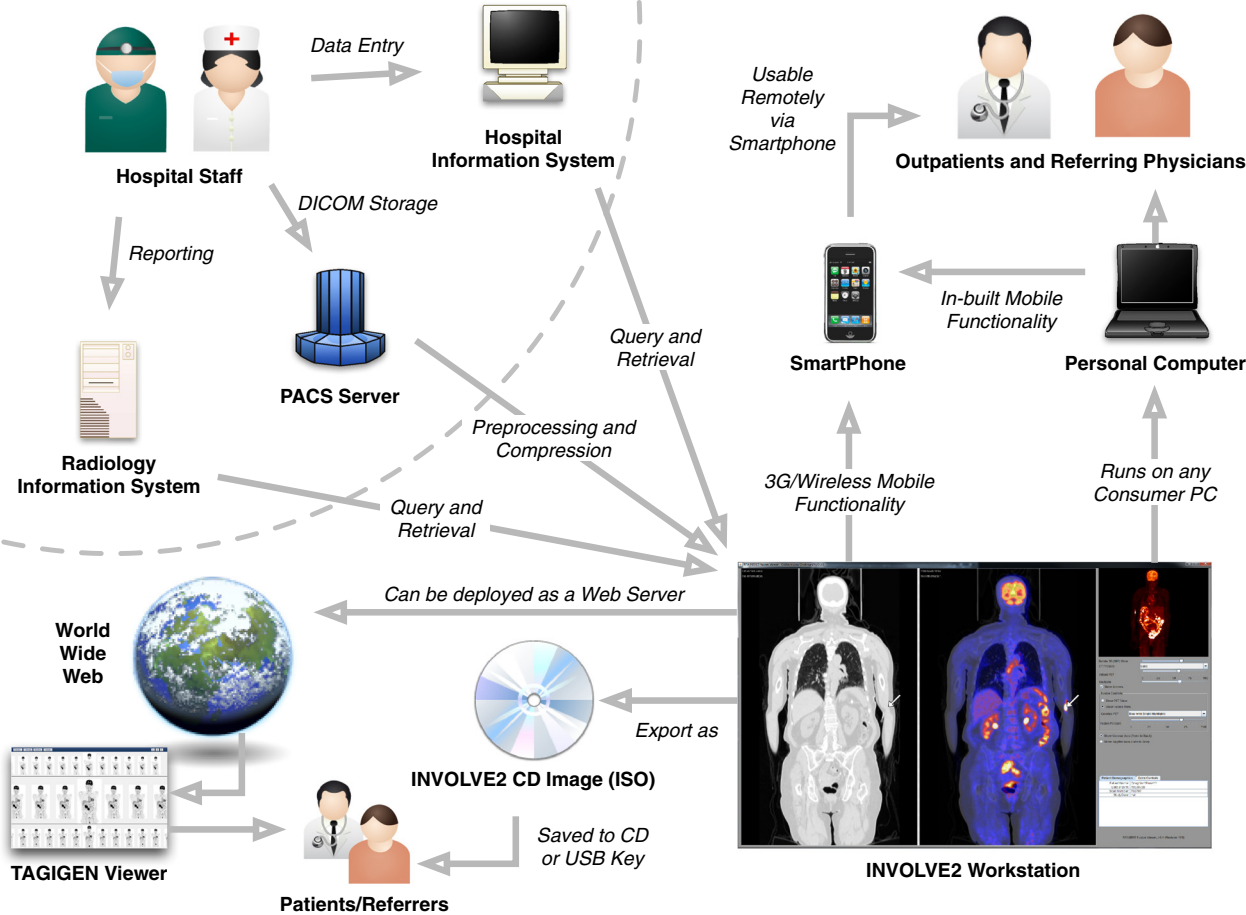 Data Entry
Hospital
Information System
Hospital Staff
DICOM Storage
Reporting
PACS Server
Radiology
Information System
Query and
Retrieval
Preprocessing and
Compression
Query and
Retrieval
Usable
Remotely
via
Smartphone
Outpatients and Referring Physicians
In-built Mobile
Functionality
SmartPhone
Personal Computer
3G/Wireless Mobile
Functionality
Runs on any
Consumer PC
Can be deployed as a Web Server
World
Wide
Web
Export as
INVOLVE2 CD Image (ISO)
Saved to CD
or USB Key
TAGIGEN Viewer
Patients/Referrers
INVOLVE2 Workstation